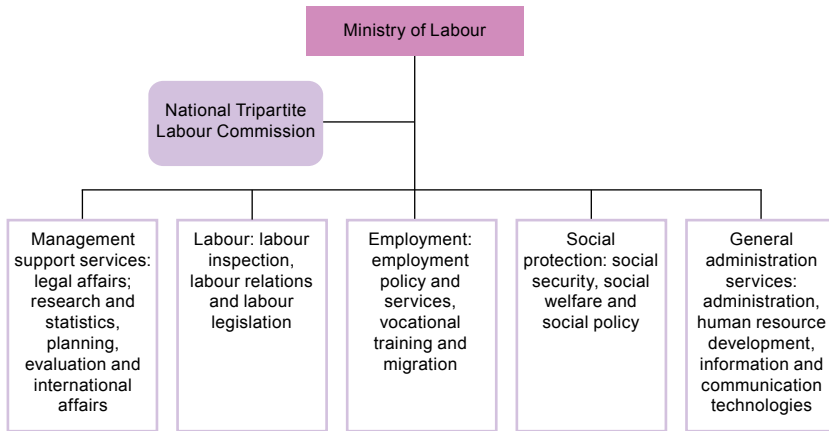 Ministry of Labour
National Tripartite
Labour Commission
Management
support services:
legal affairs;
research and
statistics,
planning,
evaluation and
international
affairs
Labour: labour
inspection,
labour relations
and labour
legislation
Employment:
employment
policy and
services,
vocational
training and
migration
Social
protection: social
security, social
welfare and
social policy
General
administration
services:
administration,
human resource
development,
information and
communication
technologies